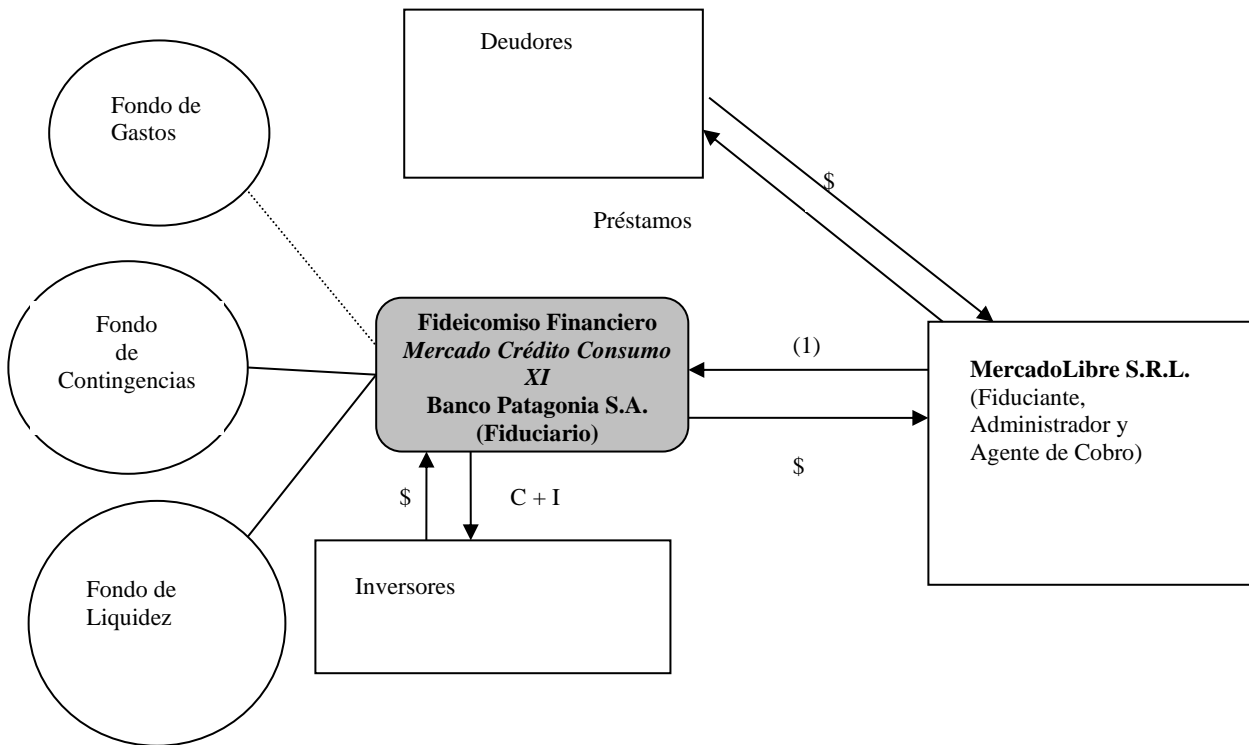 Deudores
Fondo de
Gastos
$
Préstamos
Fondo
de
Contingencias
Fideicomiso Financiero
Mercado Crédito Consumo
XI
Banco Patagonia S.A.
(Fiduciario)
(1)
$
MercadoLibre S.R.L.
(Fiduciante,
Administrador y
Agente de Cobro)
$
C + I
Inversores
Fondo de
Liquidez